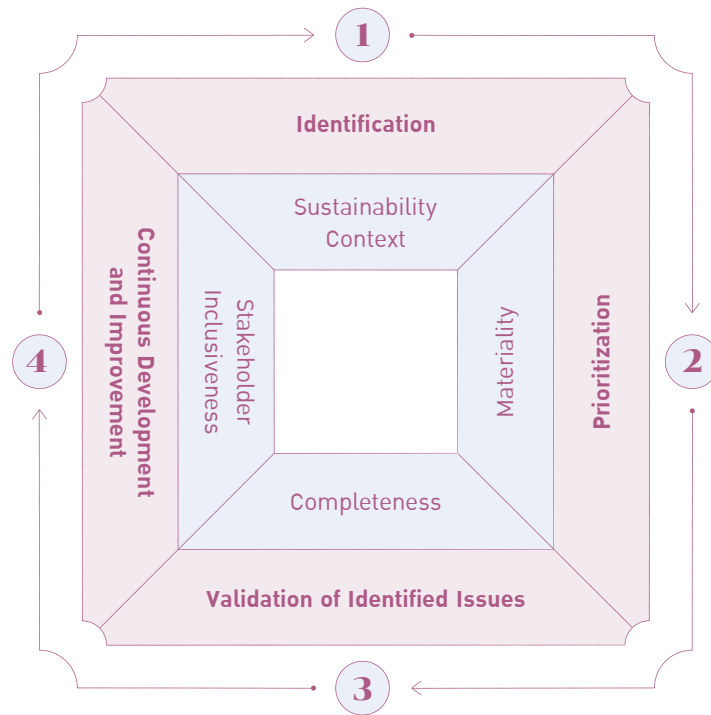 1
Identification
Sustainability
Context
2
Prioritization
Materiality
3
Validation of Identified Issues
Completeness
4
Continuous Development
and Improvement
Stakeholder
Inclusiveness